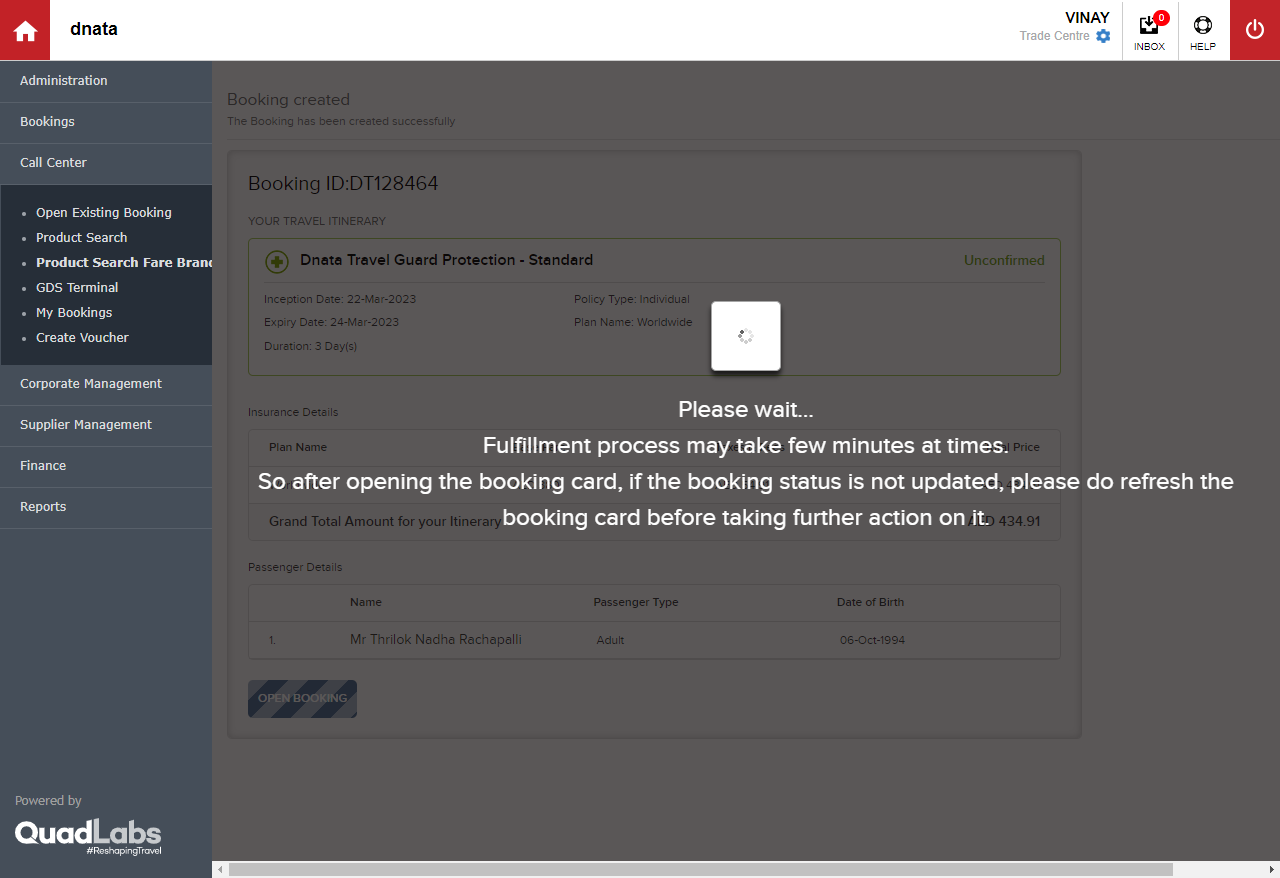 dnata
VINAY
Trade Centre
0
INBOX
HELP
Administration
Bookings
Call Center
Open Existing Booking
Product Search
Product Search Fare Brand
GDS Terminal
My Bookings
Create Voucher
Corporate Management
Supplier Management
Finance
Reports
Powered by
QuadLabs
#ReshapingTravel
Booking created
The Booking has been created successfully
Booking ID:DT128464
YOUR TRAVEL ITINERARY
Dnata Travel Guard Protection - Standard
Unconfirmed
Inception Date: 22-Mar-2023
Policy Type: Individual
Expiry Date: 24-Mar-2023
Plan Name: Worldwide
Duration: 3 Day(s)
Please wait...
Fulfillment process may take few minutes at times.
So after opening the booking card, if the booking status is not updated, please do refresh the
booking card before taking further action on it.
Insurance Details
Plan Name
Price
Grand Total Amount for your Itinerary
AED 434.91
Passenger Details
Name Passenger Type Date of Birth
1. Mr Thrilok Nadha Rachapalli Adult 06-Oct-1994
OPEN BOOKING